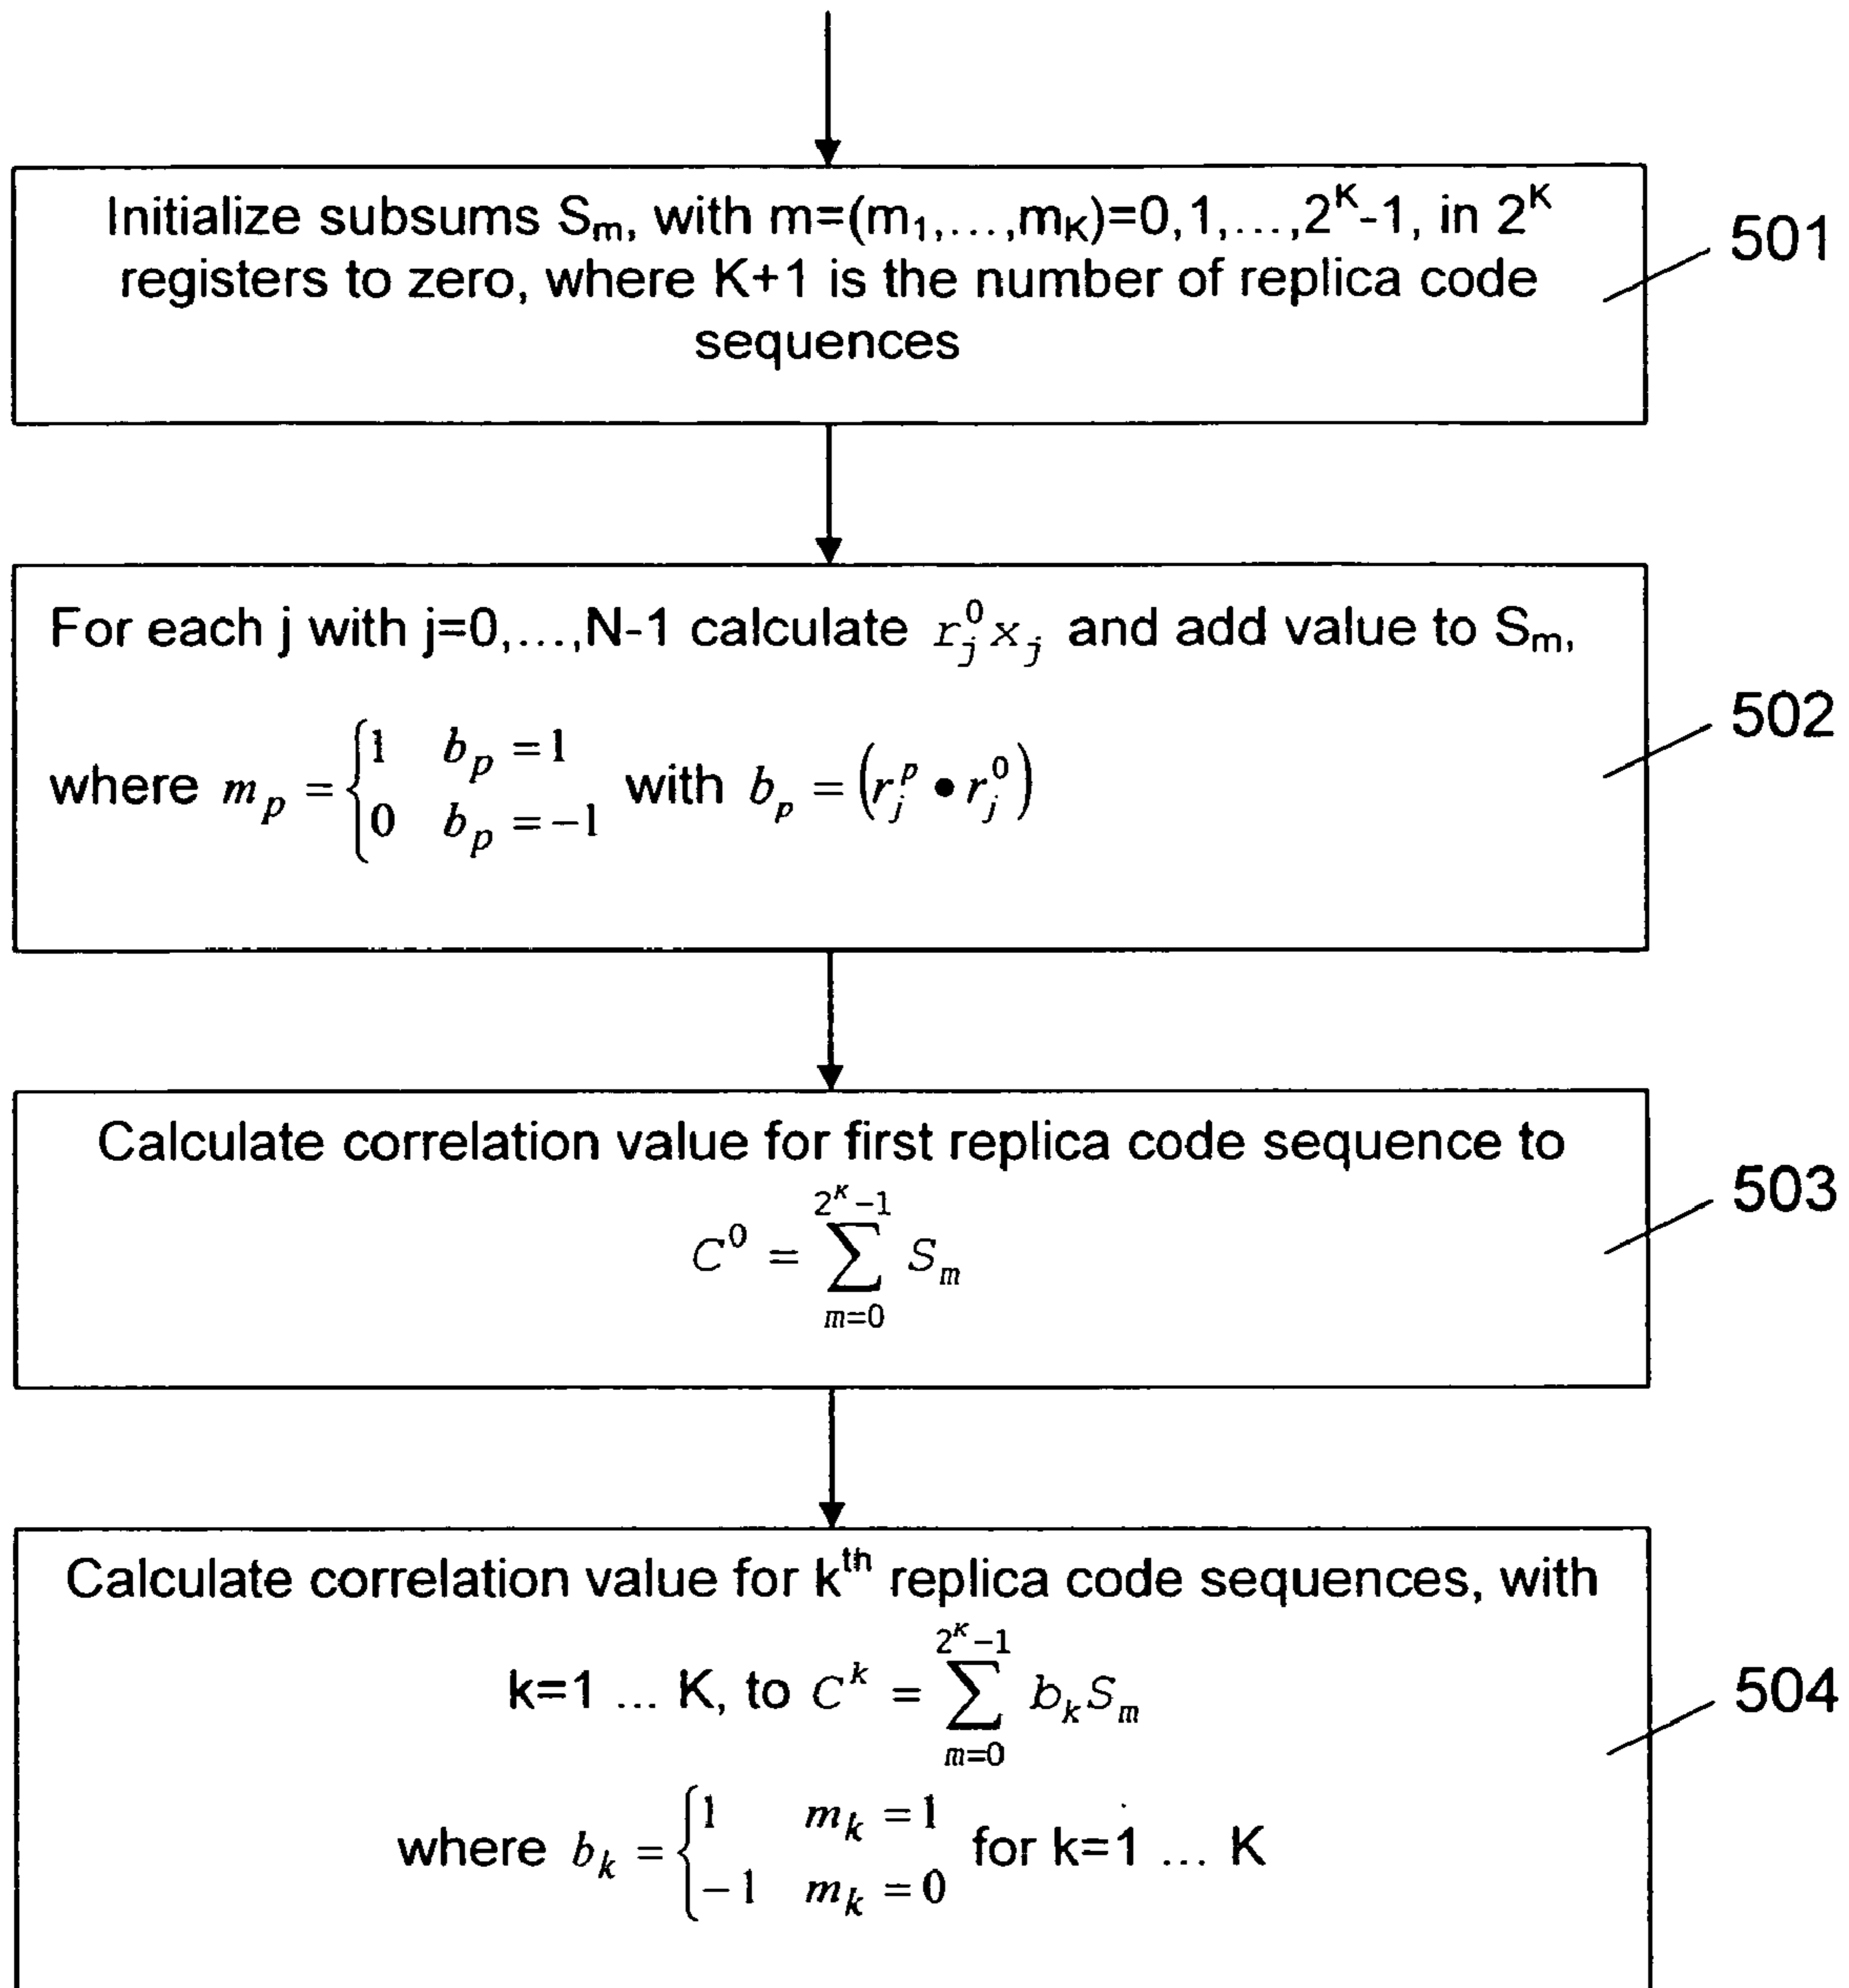 Initialize subsums S_m, with m=(m_1,...,m_K)=0,1,...,2^K-1, in 2^K
registers to zero, where K+1 is the number of replica code
sequences
501
For each j with j=0,...,N-1 calculate r_j^0 x_j and add value to S_m,
where m_p = {1 b_p = 1; 0 b_p = -1 with b_p = (r_j^p • r_j^0)
502
Calculate correlation value for first replica code sequence to
C^0 = ∑_{m=0}^{2^K-1} S_m
503
Calculate correlation value for k^th replica code sequences, with
k=1 ... K, to C^k = ∑_{m=0}^{2^K-1} b_k S_m
where b_k = {1 m_k = 1; -1 m_k = 0 for k=1 ... K
504